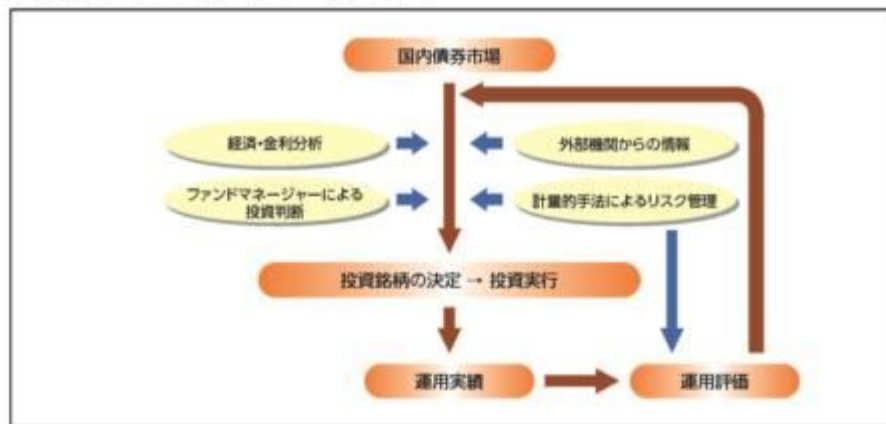 国内債券市場
経済・金利分析
外部機関からの情報
ファンドマネージャーによる
投資判断
計量的手法によるリスク管理
投資銘柄の決定 → 投資実行
運用実績
運用評価